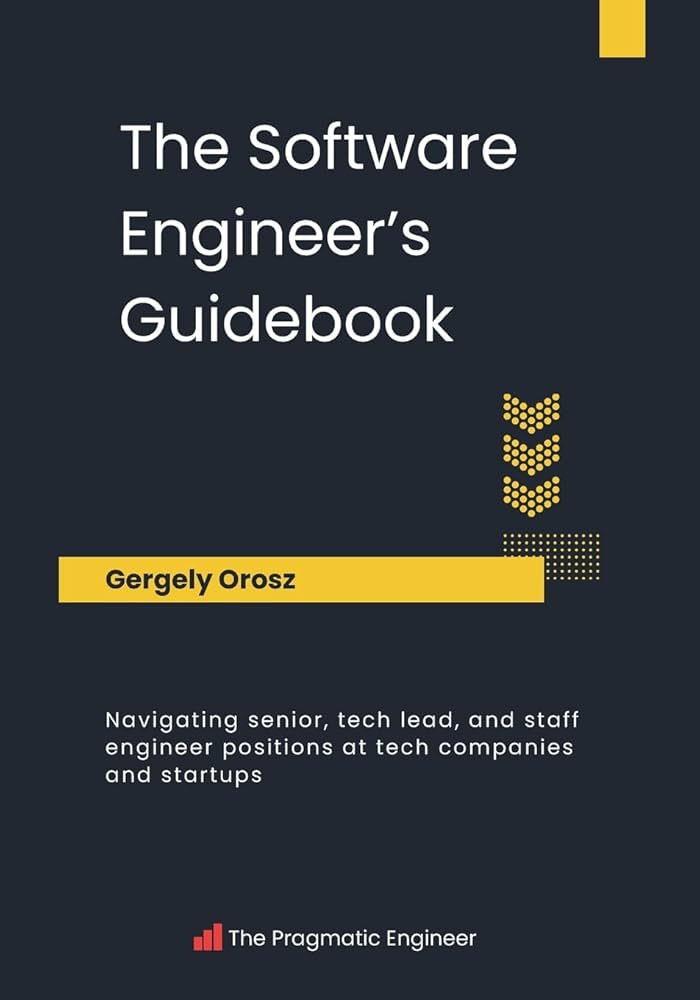 The Software
Engineer’s
Guidebook
Gergely Orosz
Navigating senior, tech lead, and staff
engineer positions at tech companies
and startups
The Pragmatic Engineer